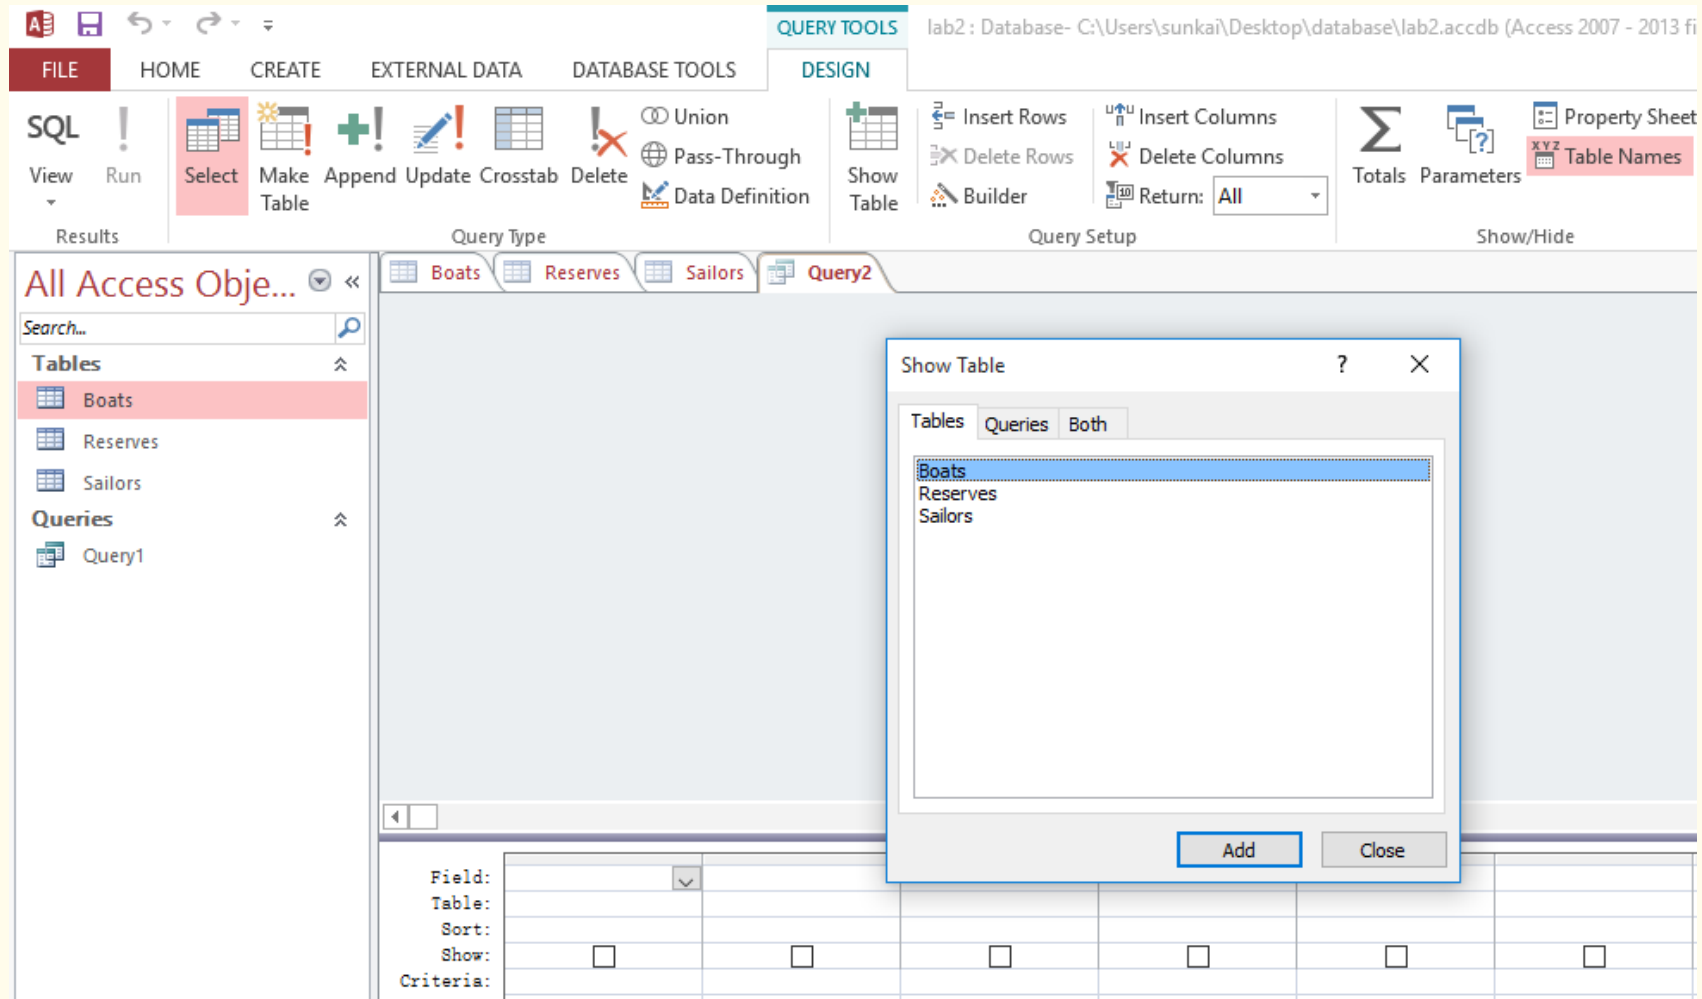 QUERY TOOLS lab2 : Database- C:\Users\sunkai\Desktop\database\lab2.accdb (Access 2007 - 2013 fi
FILE HOME CREATE EXTERNAL DATA DATABASE TOOLS DESIGN
SQL
View
Run
Results
Select
Make
Table
Append
Update
Crosstab
Delete
Union
Pass-Through
Data Definition
Query Type
Show
Table
Insert Rows
Delete Rows
Builder
Insert Columns
Delete Columns
Return: All
Query Setup
Totals
Parameters
Property Sheet
XYZ
Table Names
Show/Hide
All Access Obje...
Search...
Tables
Boats
Reserves
Sailors
Queries
Query1
Boats Reserves Sailors Query2
Show Table
Tables Queries Both
Boats
Reserves
Sailors
Add Close
Field:
Table:
Sort:
Show:
Criteria: